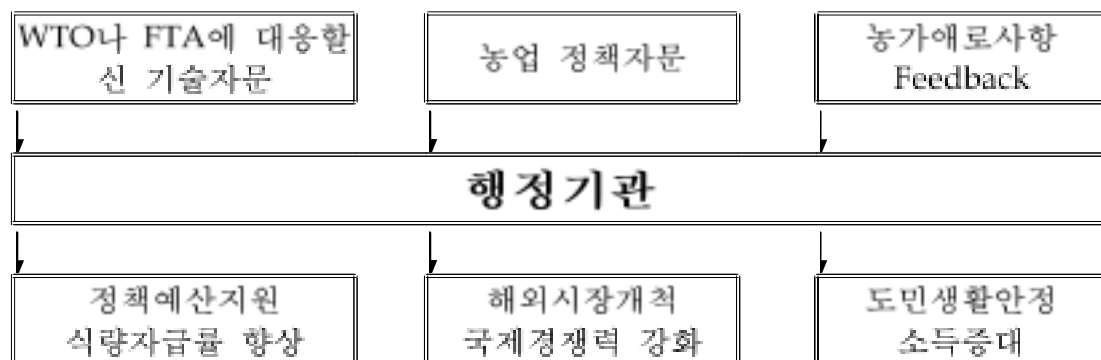 WTO나 FTA에 대응할
신 기술자문
농업 정책자문
농가애로사항
Feedback
행정기관
정책예산지원
식량자급률 향상
해외시장개척
국제경쟁력 강화
도민생활안정
소득증대